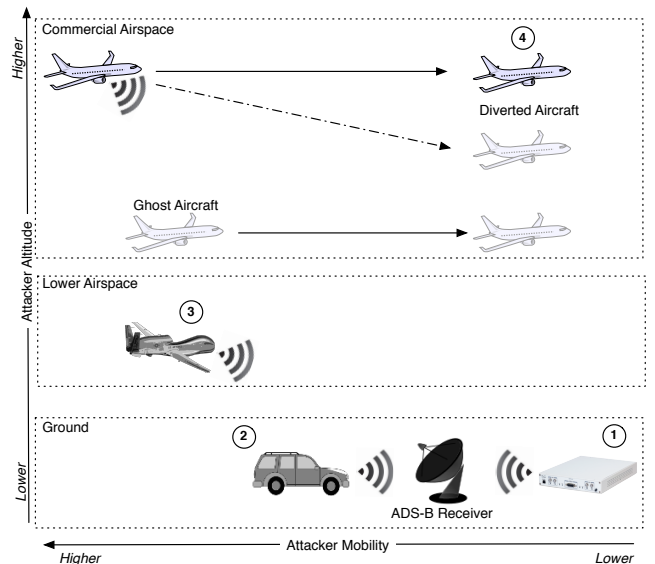 Commercial Airspace
4
Diverted Aircraft
Ghost Aircraft
Lower Airspace
3
Ground
2
1
ADS-B Receiver
Higher
Attacker Altitude
Lower
Attacker Mobility
Higher
Lower